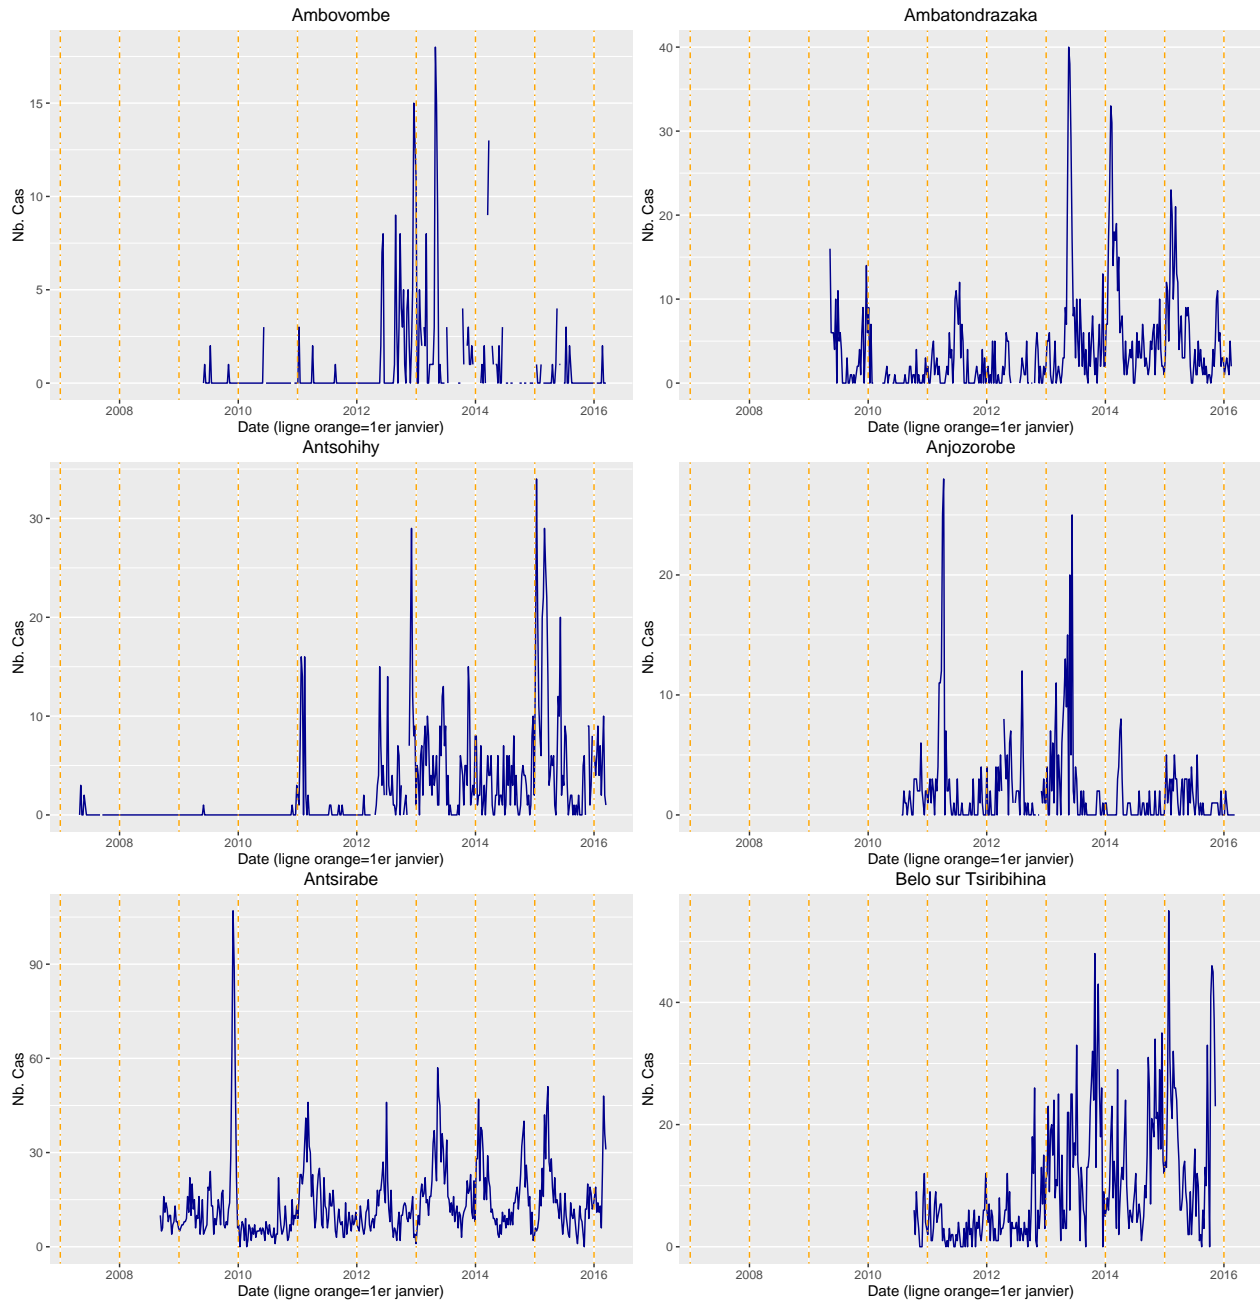 Ambovombe
Nb. Cas
15
10
5
0
2008 2010 2012 2014 2016
Date (ligne orange=1er janvier)
Ambatondrazaka
Nb. Cas
40
30
20
10
0
2008 2010 2012 2014 2016
Date (ligne orange=1er janvier)
Antsohihy
Nb. Cas
30
20
10
0
2008 2010 2012 2014 2016
Date (ligne orange=1er janvier)
Anjozorobe
Nb. Cas
20
10
0
2008 2010 2012 2014 2016
Date (ligne orange=1er janvier)
Antsirabe
Nb. Cas
90
60
30
0
2008 2010 2012 2014 2016
Date (ligne orange=1er janvier)
Belo sur Tsiribihina
Nb. Cas
40
20
0
2008 2010 2012 2014 2016
Date (ligne orange=1er janvier)